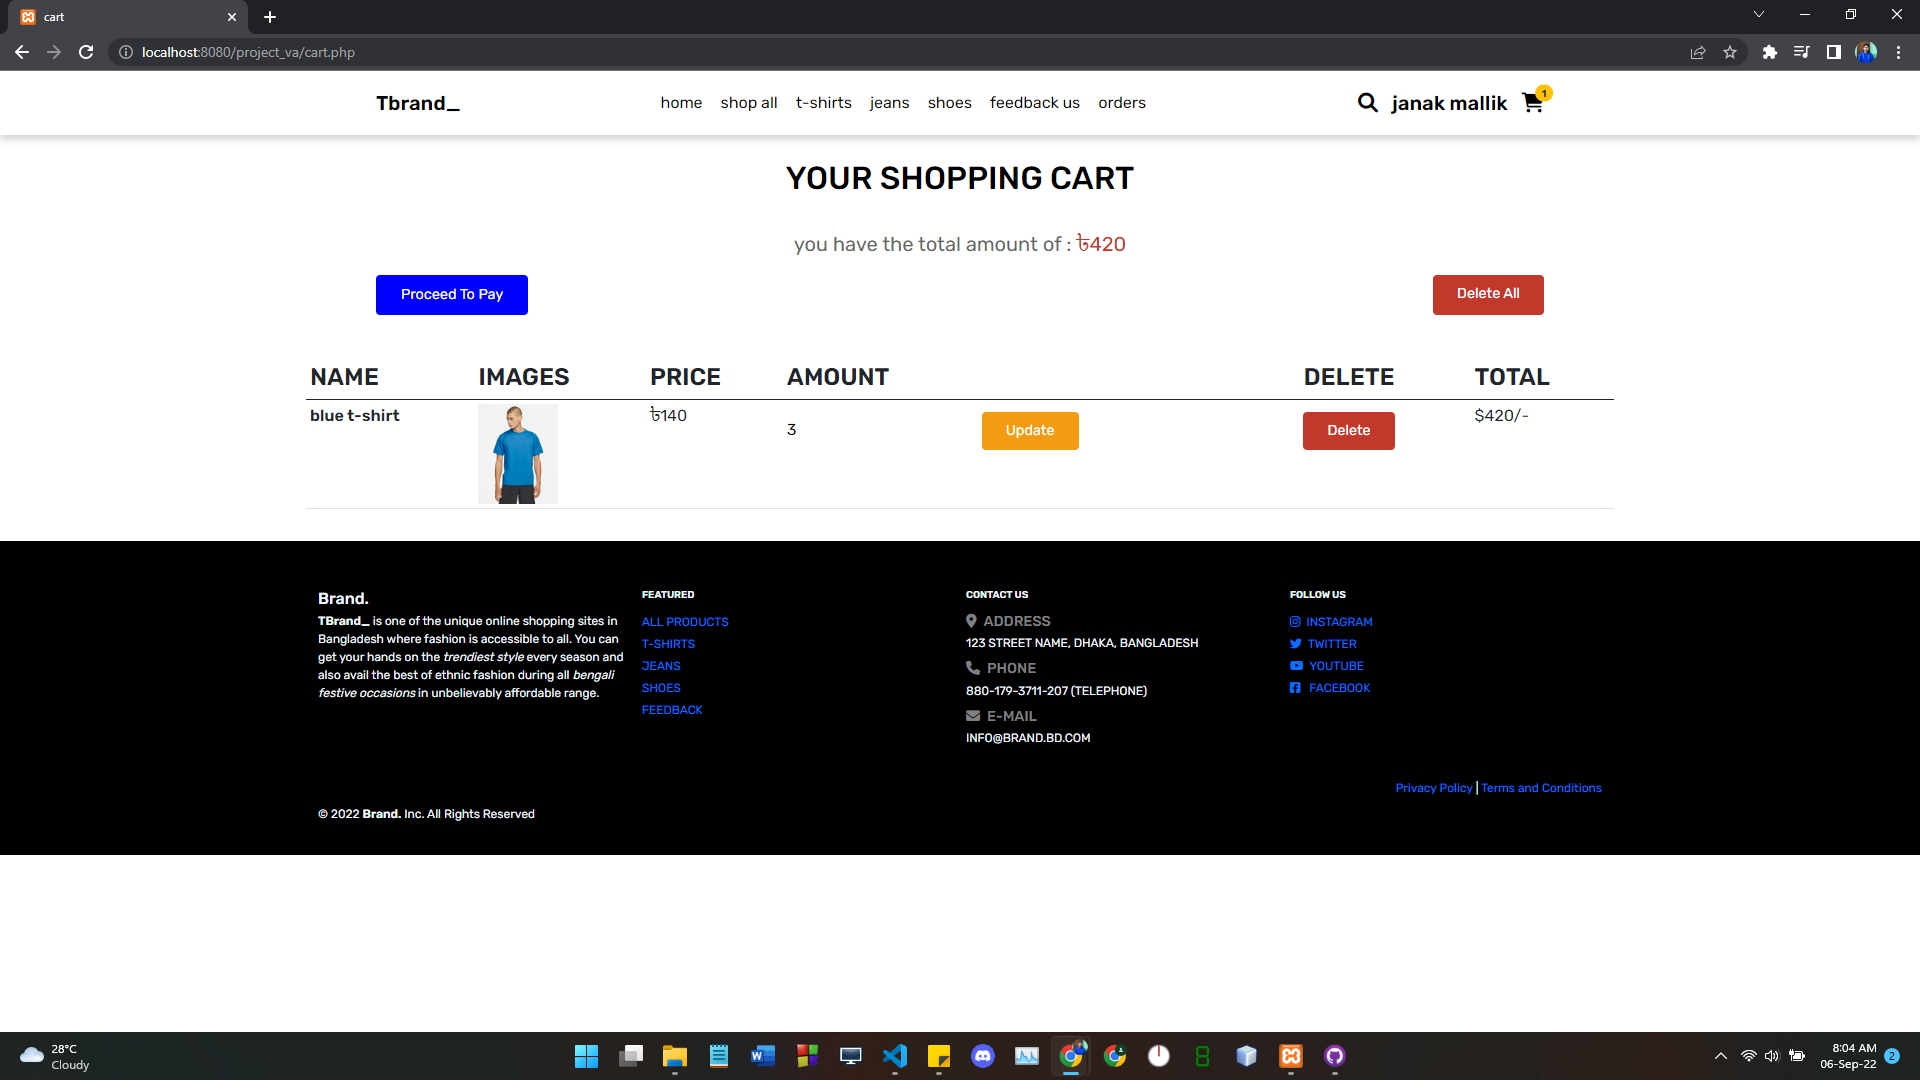 cart
localhost:8080/project_va/cart.php
Tbrand_
home shop all t-shirts jeans shoes feedback us orders
janak mallik 1
YOUR SHOPPING CART
you have the total amount of : ৳420
Proceed To Pay
Delete All
NAME IMAGES PRICE AMOUNT DELETE TOTAL
blue t-shirt ৳140 3 Update Delete $420/-
Brand.
TBrand_ is one of the unique online shopping sites in
Bangladesh where fashion is accessible to all. You can
get your hands on the trendiest style every season and
also avail the best of ethnic fashion during all bengali
festive occasions in unbelievably affordable range.
FEATURED
ALL PRODUCTS
T-SHIRTS
JEANS
SHOES
FEEDBACK
CONTACT US
ADDRESS
123 STREET NAME, DHAKA, BANGLADESH
PHONE
880-179-3711-207 (TELEPHONE)
E-MAIL
INFO@BRAND.BD.COM
FOLLOW US
INSTAGRAM
TWITTER
YOUTUBE
FACEBOOK
Privacy Policy | Terms and Conditions
© 2022 Brand. Inc. All Rights Reserved
28°C
Cloudy
8:04 AM
06-Sep-22
2